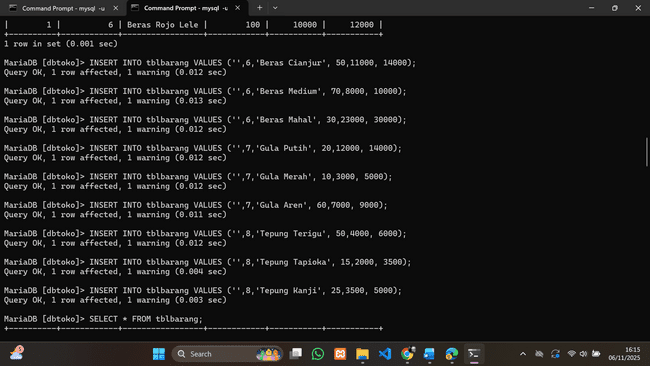 Command Prompt - mysql -u
Command Prompt - mysql -u
|        1 |          6 | Beras Rojo Lele |        100 |     10000 |      12000 |
+----------+------------+-----------------+------------+-----------+-----------+
1 row in set (0.001 sec)
MariaDB [dbtoko]> INSERT INTO tblbarang VALUES ('',6,'Beras Cianjur', 50,11000, 14000);
Query OK, 1 row affected, 1 warning (0.012 sec)
MariaDB [dbtoko]> INSERT INTO tblbarang VALUES ('',6,'Beras Medium', 70,8000, 10000);
Query OK, 1 row affected, 1 warning (0.013 sec)
MariaDB [dbtoko]> INSERT INTO tblbarang VALUES ('',6,'Beras Mahal', 30,23000, 30000);
Query OK, 1 row affected, 1 warning (0.012 sec)
MariaDB [dbtoko]> INSERT INTO tblbarang VALUES ('',7,'Gula Putih', 20,12000, 14000);
Query OK, 1 row affected, 1 warning (0.012 sec)
MariaDB [dbtoko]> INSERT INTO tblbarang VALUES ('',7,'Gula Merah', 10,3000, 5000);
Query OK, 1 row affected, 1 warning (0.012 sec)
MariaDB [dbtoko]> INSERT INTO tblbarang VALUES ('',7,'Gula Aren', 60,7000, 9000);
Query OK, 1 row affected, 1 warning (0.011 sec)
MariaDB [dbtoko]> INSERT INTO tblbarang VALUES ('',8,'Tepung Terigu', 50,4000, 6000);
Query OK, 1 row affected, 1 warning (0.012 sec)
MariaDB [dbtoko]> INSERT INTO tblbarang VALUES ('',8,'Tepung Tapioka', 15,2000, 3500);
Query OK, 1 row affected, 1 warning (0.004 sec)
MariaDB [dbtoko]> INSERT INTO tblbarang VALUES ('',8,'Tepung Kanji', 25,3500, 5000);
Query OK, 1 row affected, 1 warning (0.003 sec)
MariaDB [dbtoko]> SELECT * FROM tblbarang;
+----------+------------+-----------------+------------+-----------+-----------+
Search
16:15
06/11/2025